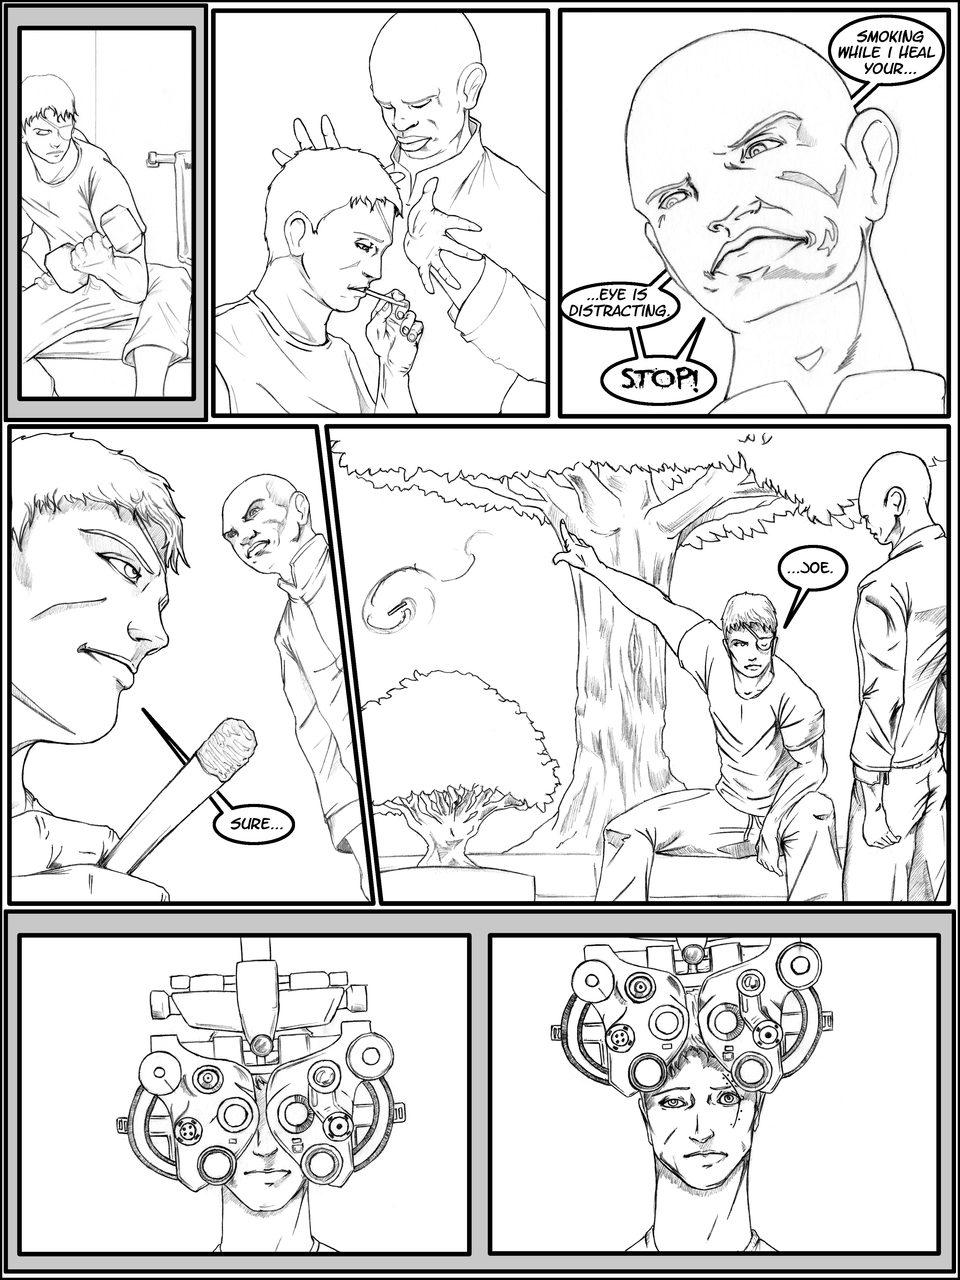 SMOKING
WHILE I HEAL
YOUR...
...EYE IS
DISTRACTING.
STOP!
SURE...
...JOE.